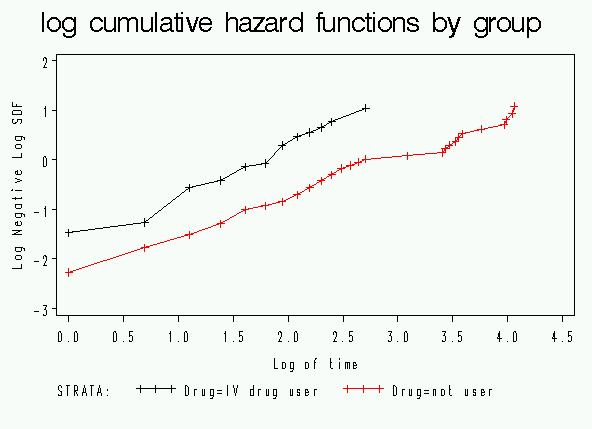 log cumulative hazard functions by group
2
1
0
-1
-2
-3
Log Negative Log SDF
0.0 0.5 1.0 1.5 2.0 2.5 3.0 3.5 4.0 4.5
Log of time
STRATA: Drug=IV drug user Drug=not user